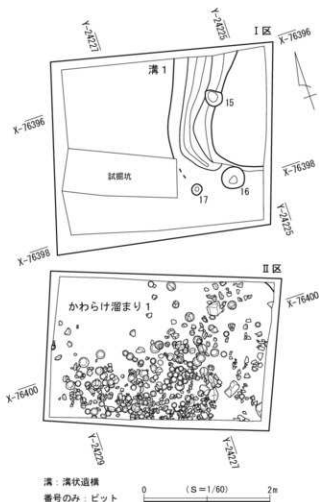 Ⅰ区
Y-24227
Y-24225
X-76396
溝1
15
X-76396
試掘坑
X-76398
16
17
X-76398
Y-24225
Ⅱ区
かわらけ溜まり1
X-76400
X-76400
Y-24229
Y-24227
溝：溝状遺構
番号のみ：ピット
0 (S=1/60) 2m